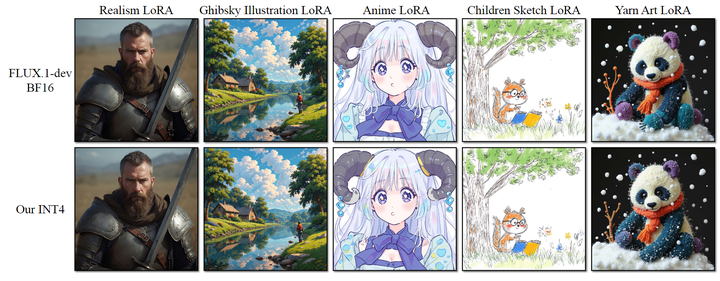 Realism LoRA
Ghibsky Illustration LoRA
Anime LoRA
Children Sketch LoRA
Yarn Art LoRA
FLUX.1-dev
BF16
Our INT4